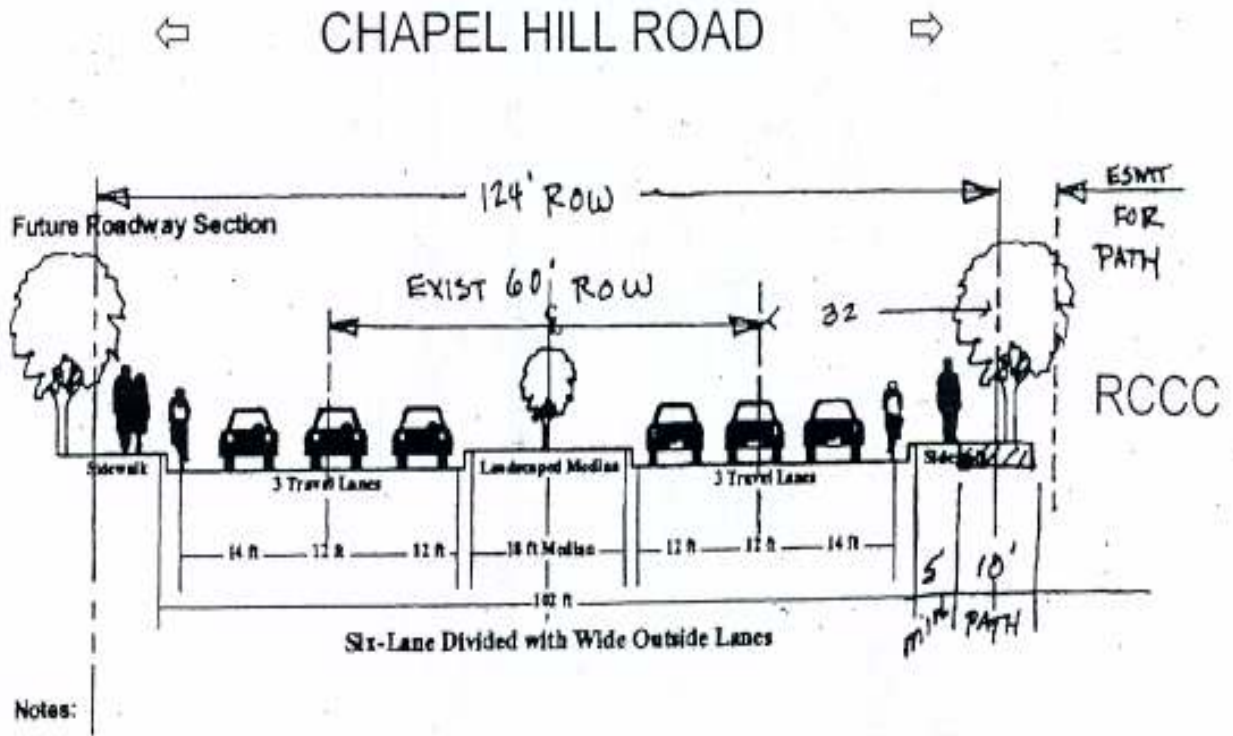 CHAPEL HILL ROAD
124' ROW
ESMT
FOR
PATH
Future Roadway Section
EXIST 60' ROW
32
RCCC
Sidewalk
3 Travel Lanes
Landscaped Median
3 Travel Lanes
14 ft 12 ft 12 ft 18 ft Median 12 ft 12 ft 14 ft
5' 10'
102 ft
min PATH
Six-Lane Divided with Wide Outside Lanes
Notes: